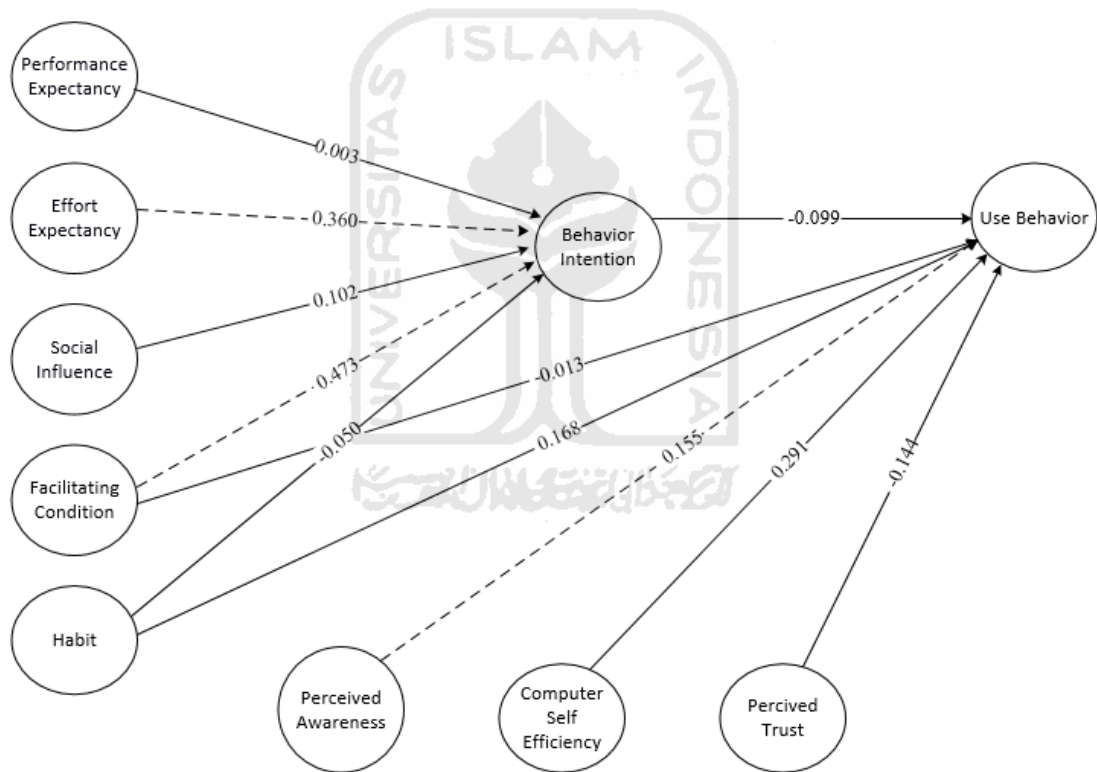 UNIVERSITAS
ISLAM
INDONESIA
Performance
Expectancy
0.003
Effort
Expectancy
0.360
Behavior
Intention
-0.099
Use Behavior
Social
Influence
0.102
0.473
-0.013
Facilitating
Condition
-0.050
0.168
0.155
0.291
-0.144
Habit
Perceived
Awareness
Computer
Self
Efficiency
Percived
Trust